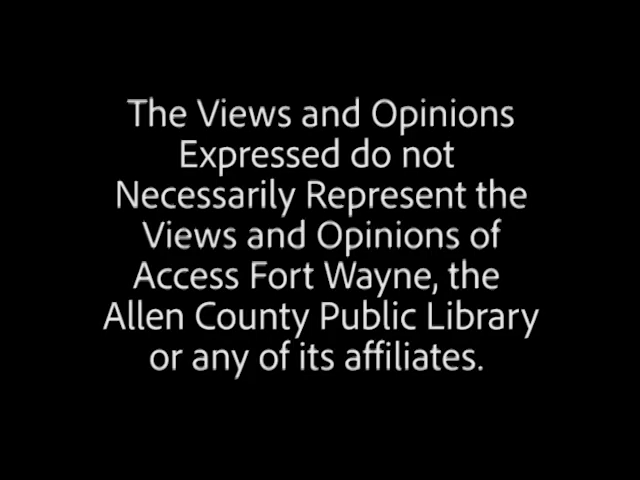 The Views and Opinions
Expressed do not
Necessarily Represent the
Views and Opinions of
Access Fort Wayne, the
Allen County Public Library
or any of its affiliates.